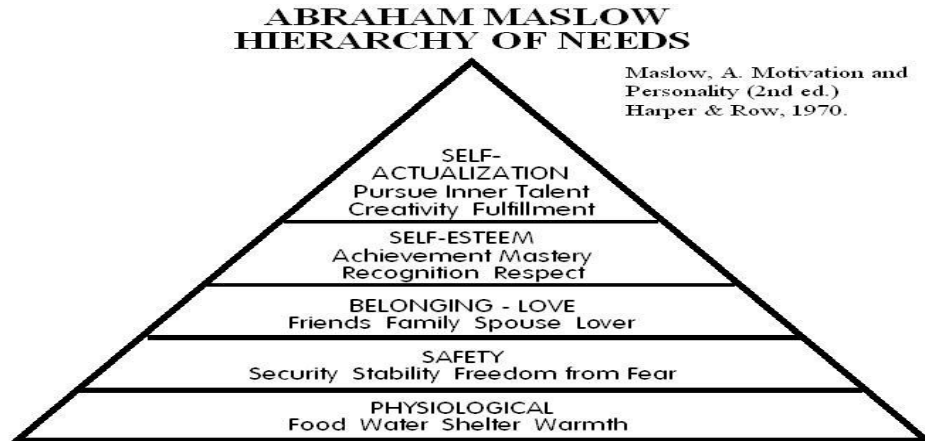 ABRAHAM MASLOW
HIERARCHY OF NEEDS
Maslow, A. Motivation and
Personality (2nd ed.)
Harper & Row, 1970.
SELF-
ACTUALIZATION
Pursue Inner Talent
Creativity Fulfillment
SELF-ESTEEM
Achievement Mastery
Recognition Respect
BELONGING - LOVE
Friends Family Spouse Lover
SAFETY
Security Stability Freedom from Fear
PHYSIOLOGICAL
Food Water Shelter Warmth